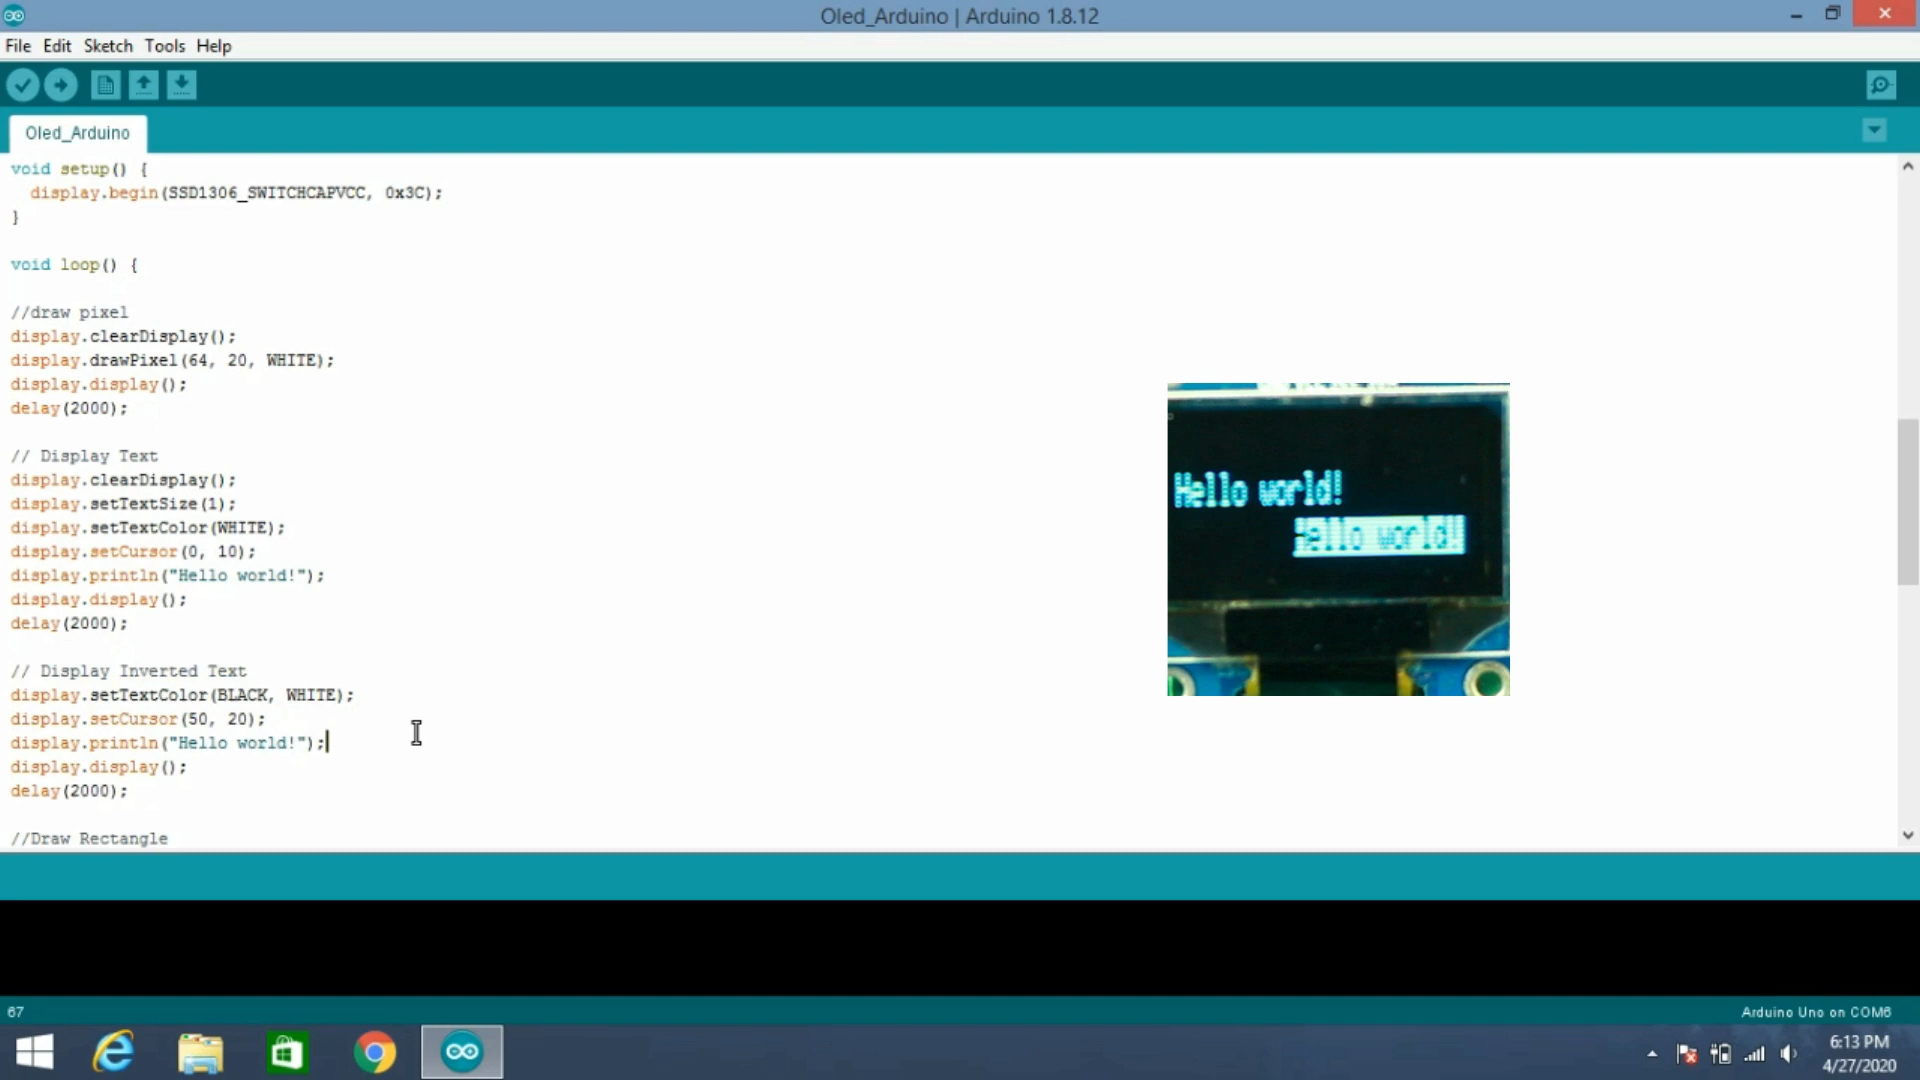 Oled_Arduino | Arduino 1.8.12
File Edit Sketch Tools Help
Oled_Arduino
void setup() {
display.begin(SSD1306_SWITCHCAPVCC, 0x3C);
}
void loop() {
//draw pixel
display.clearDisplay();
display.drawPixel(64, 20, WHITE);
display.display();
delay(2000);
// Display Text
display.clearDisplay();
display.setTextSize(1);
display.setTextColor(WHITE);
display.setCursor(0, 10);
display.println("Hello world!");
display.display();
delay(2000);
// Display Inverted Text
display.setTextColor(BLACK, WHITE);
display.setCursor(50, 20);
display.println("Hello world!");
display.display();
delay(2000);
//Draw Rectangle
Hello world!
Hello world!
67
Arduino Uno on COM6
6:13 PM
4/27/2020